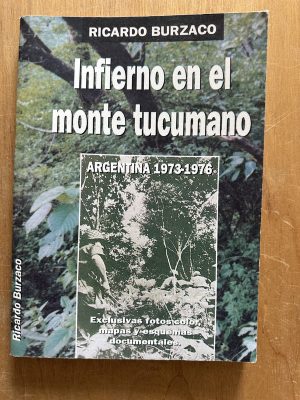 RICARDO BURZACO
Infierno en el
monte tucumano
ARGENTINA 1973-1976
Exclusivas fotos color,
mapas y esquemas
documentales.
Ricardo Burzaco